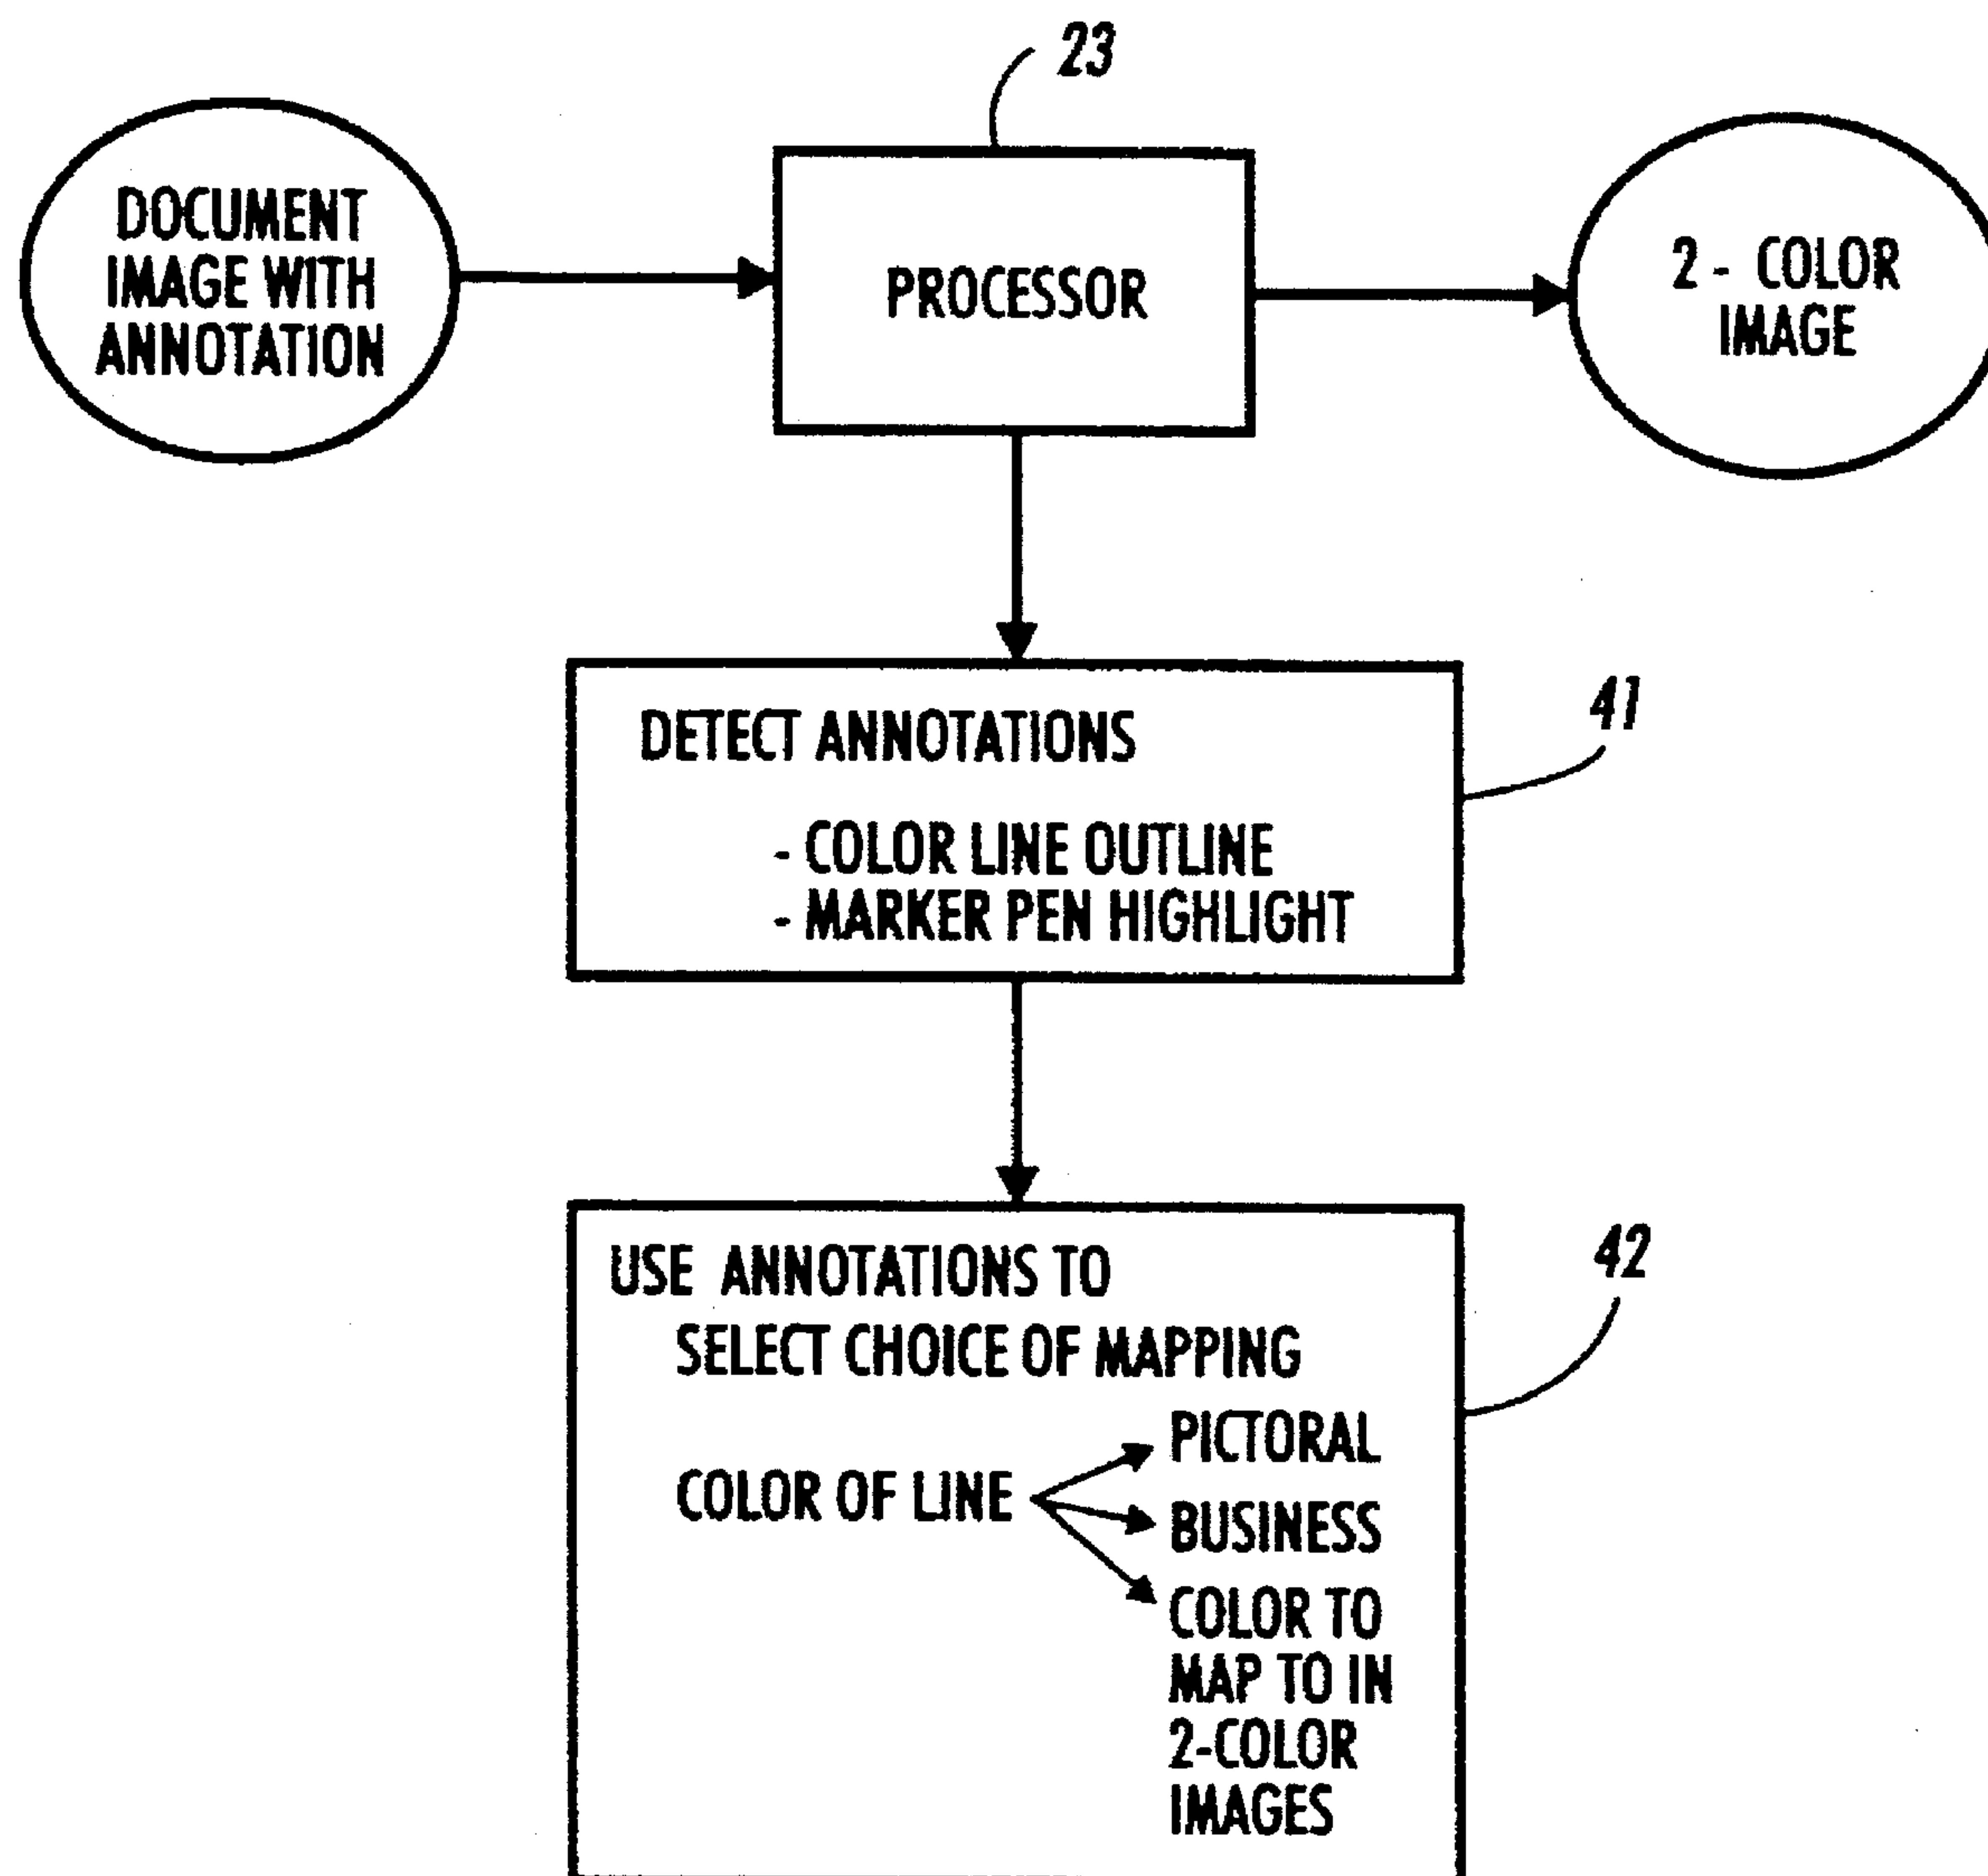 23
DOCUMENT
IMAGE WITH
ANNOTATION
PROCESSOR
2 - COLOR
IMAGE
DETECT ANNOTATIONS
- COLOR LINE OUTLINE
- MARKER PEN HIGHLIGHT
41
USE ANNOTATIONS TO
SELECT CHOICE OF MAPPING
COLOR OF LINE
PICTORAL
BUSINESS
COLOR TO
MAP TO IN
2-COLOR
IMAGES
42